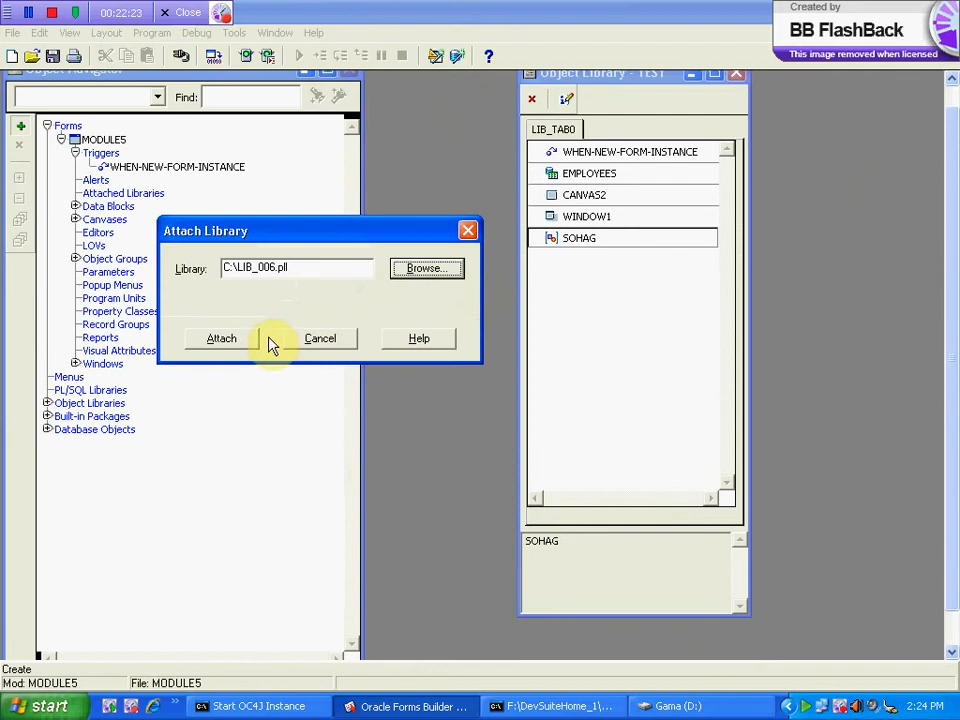 00:22:23 Close
Created by
BB FlashBack
This image removed when licensed
File Edit View Layout Program Debug Tools Window Help
Object Navigator
Find:
Forms
MODULE5
Triggers
WHEN-NEW-FORM-INSTANCE
Alerts
Attached Libraries
Data Blocks
Canvases
Editors
LOVs
Object Groups
Parameters
Popup Menus
Program Units
Property Classes
Record Groups
Reports
Visual Attributes
Windows
Menus
PL/SQL Libraries
Object Libraries
Built-in Packages
Database Objects
Attach Library
Library: C:\LIB_006.pll Browse...
Attach Cancel Help
Object Library - TEST
LIB_TAB0
WHEN-NEW-FORM-INSTANCE
EMPLOYEES
CANVAS2
WINDOW1
SOHAG
SOHAG
Create
Mod: MODULE5 File: MODULE5
start Start OC4J Instance Oracle Forms Builder ... F:\DevSuiteHome_1\... Gama (D:) 2:24 PM